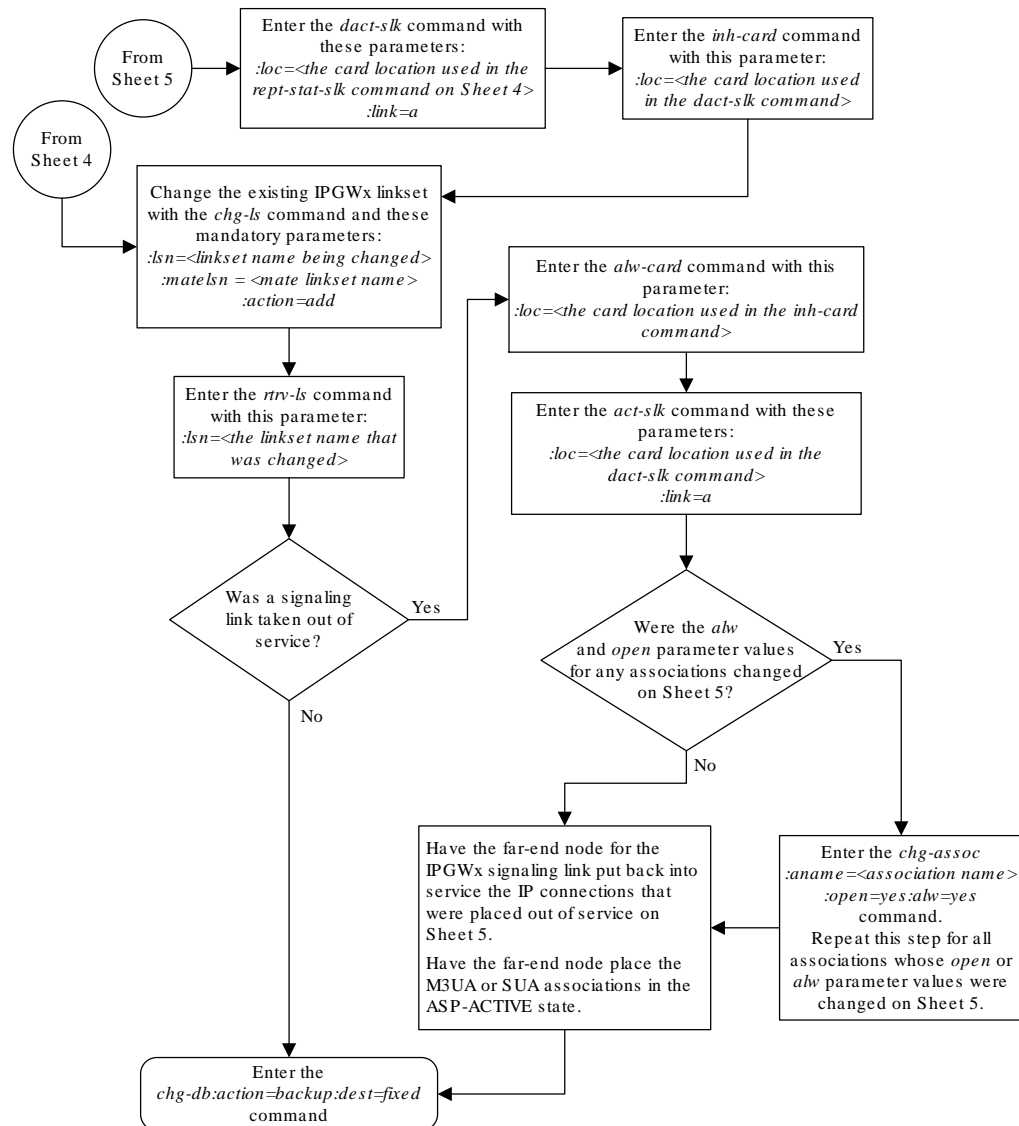 From
Sheet 5
Enter the dact-slk command with
these parameters:
:loc=<the card location used in the
rept-stat-slk command on Sheet 4>
:link=a
Enter the inh-card command
with this parameter:
:loc=<the card location used
in the dact-slk command>
From
Sheet 4
Change the existing IPGWx linkset
with the chg-ls command and these
mandatory parameters:
:lsn=<linkset name being changed>
:matelsn = <mate linkset name>
:action=add
Enter the rtrv-ls command
with this parameter:
:lsn=<the linkset name that
was changed>
Was a signaling
link taken out of
service?
Yes
No
Enter the alw-card command with this
parameter:
:loc=<the card location used in the inh-card
command>
Enter the act-slk command with these
parameters:
:loc=<the card location used in the
dact-slk command>
:link=a
Were the alw
and open parameter values
for any associations changed
on Sheet 5?
Yes
No
Have the far-end node for the
IPGWx signaling link put back into
service the IP connections that
were placed out of service on
Sheet 5.
Have the far-end node place the
M3UA or SUA associations in the
ASP-ACTIVE state.
Enter the chg-assoc
:aname=<association name>
:open=yes:alw=yes
command.
Repeat this step for all
associations whose open or
alw parameter values were
changed on Sheet 5.
Enter the
chg-db:action=backup:dest=fixed
command